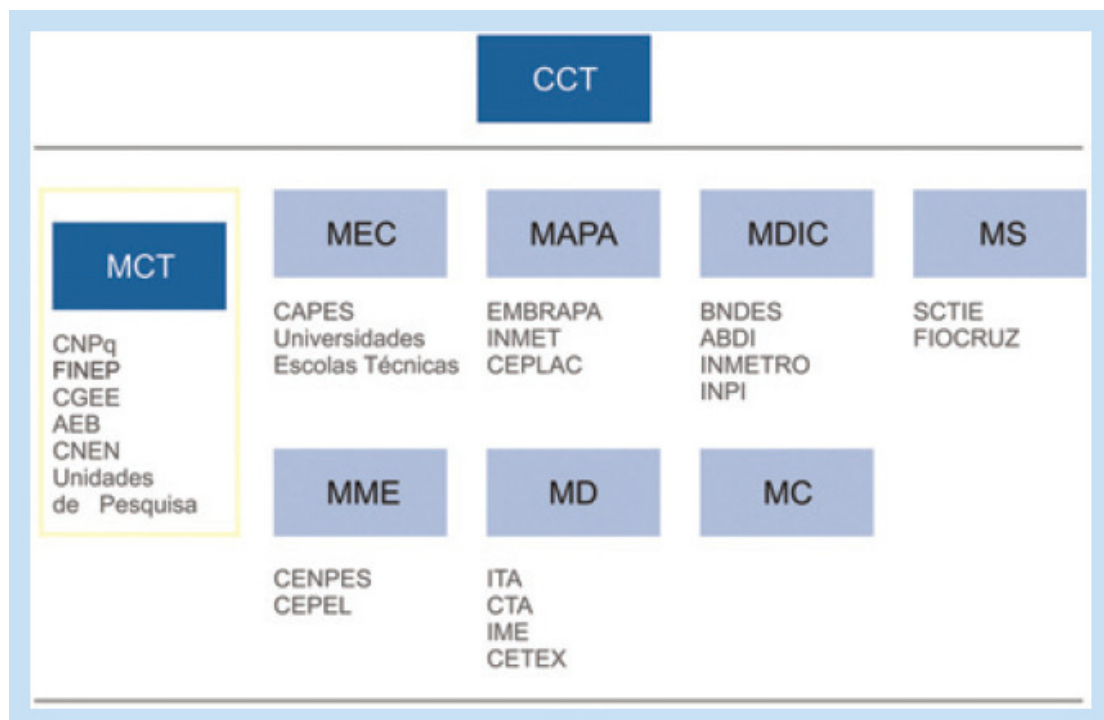 CCT
MCT
CNPq
FINEP
CGEE
AEB
CNEN
Unidades
de Pesquisa
MEC
CAPES
Universidades
Escolas Técnicas
MAPA
EMBRAPA
INMET
CEPLAC
MDIC
BNDES
ABDI
INMETRO
INPI
MS
SCTIE
FIOCRUZ
MME
CENPES
CEPEL
MD
ITA
CTA
IME
CETEX
MC